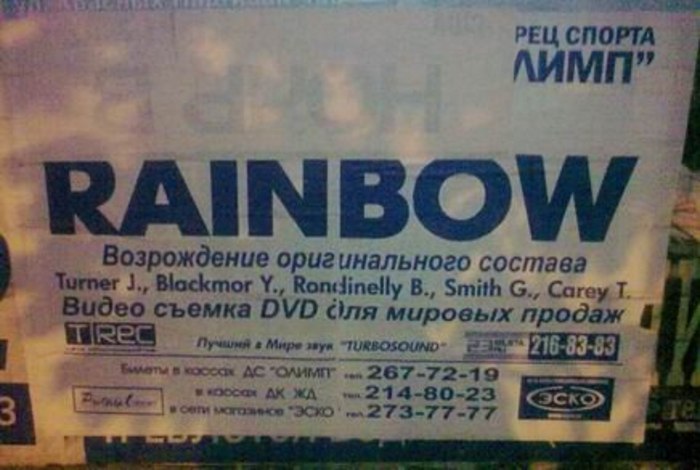 РЕЦ СПОРТА
ЛИМП”
RAINBOW
Возрождение оригинального состава
Turner J., Blackmor Y., Rondinelly B., Smith G., Carey T.
Видео съемка DVD для мировых продаж
T REC
Лучший в Мире звук "TURBOSOUND"
216-83-83
Билеты в кассах ДС "ОЛИМП" тел. 267-72-19
в кассах ДК ЖД тел. 214-80-23
в сети магазинов "ЭСКО" тел. 273-77-77
ЭСКО
З